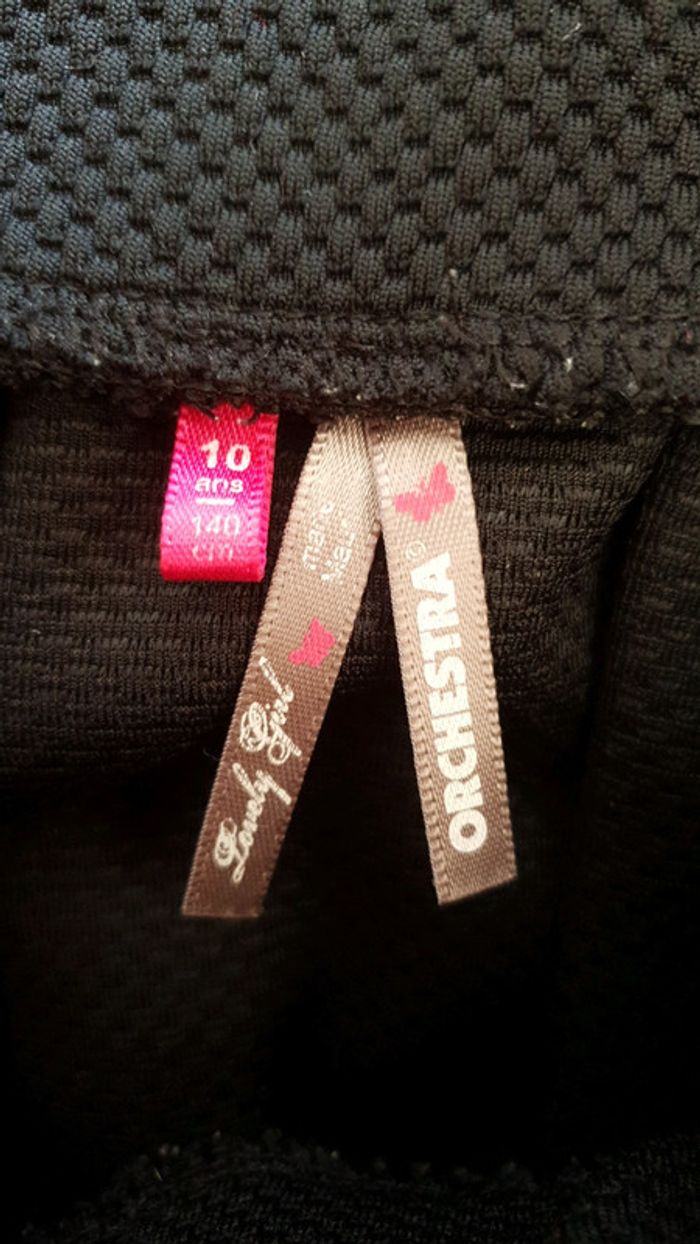 10
ans
140
cm
Lovely Girl
ORCHESTRA©